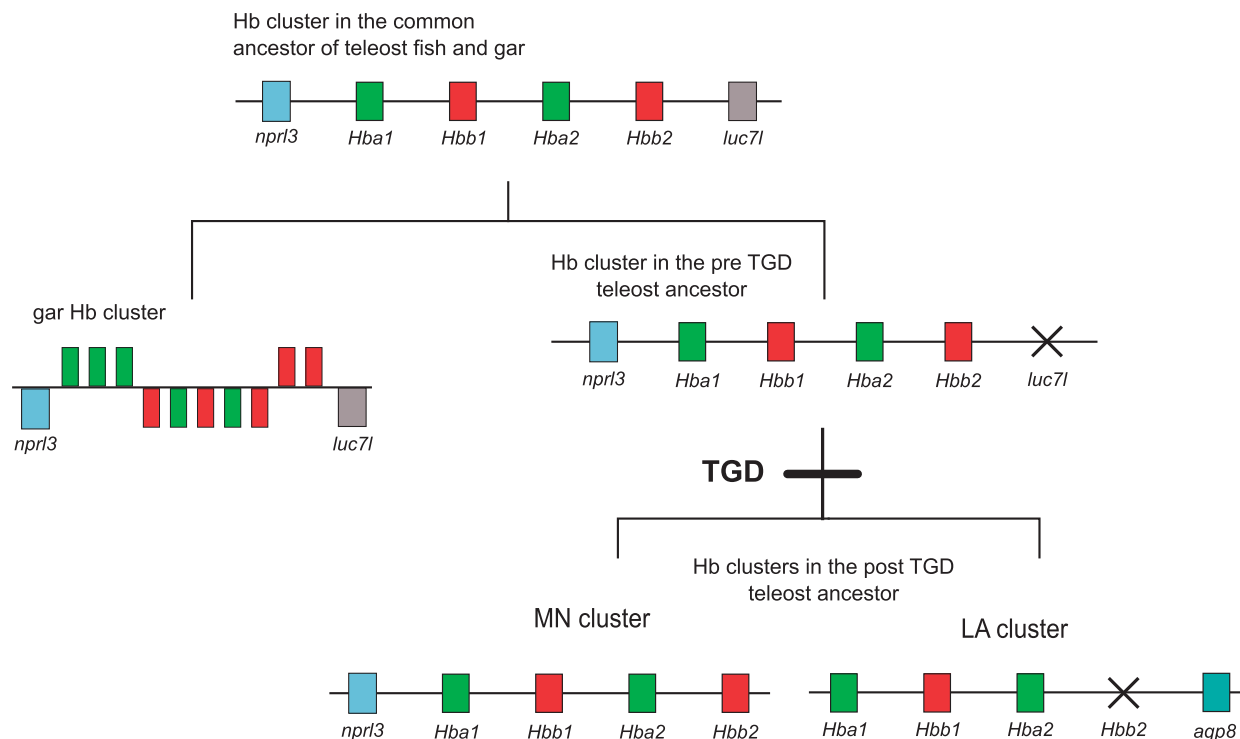 Hb cluster in the common
ancestor of teleost fish and gar
nprl3 Hba1 Hbb1 Hba2 Hbb2 luc7l
Hb cluster in the pre TGD
teleost ancestor
gar Hb cluster
nprl3 Hba1 Hbb1 Hba2 Hbb2 luc7l
nprl3 luc7l
TGD
Hb clusters in the post TGD
teleost ancestor
MN cluster
LA cluster
nprl3 Hba1 Hbb1 Hba2 Hbb2
Hba1 Hbb1 Hba2 Hbb2 aqp8